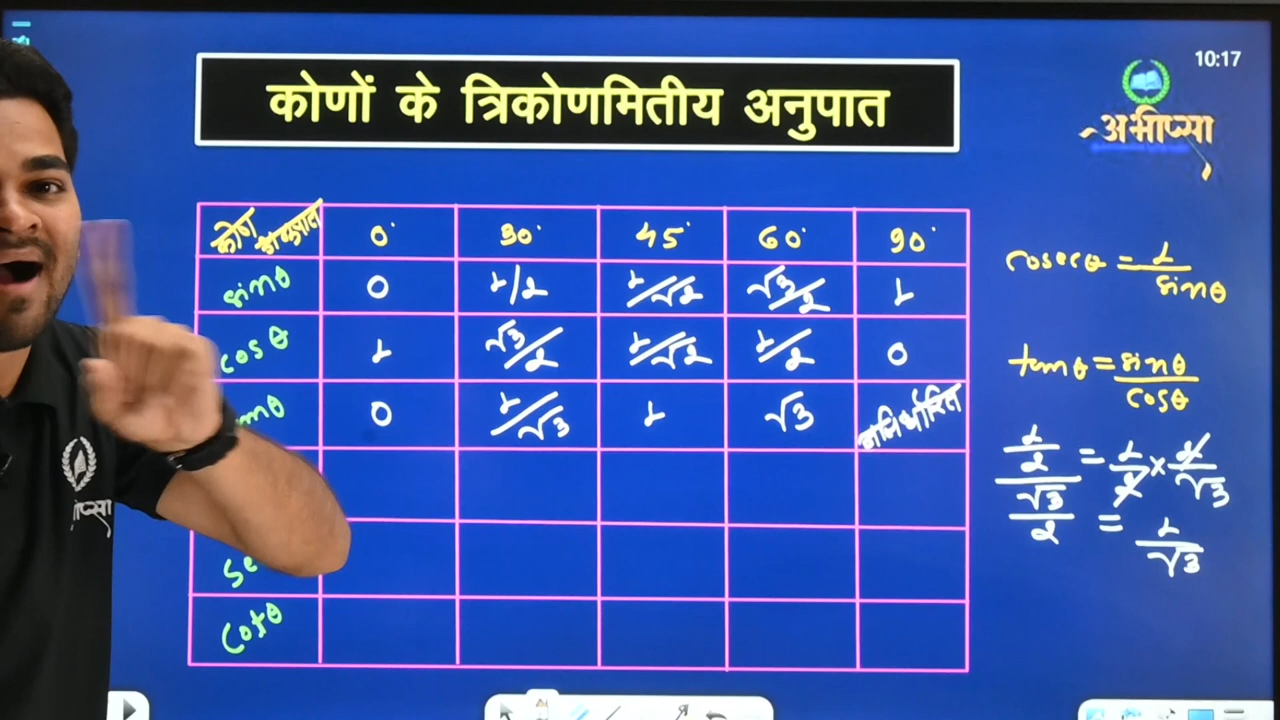 10:17
कोणों के त्रिकोणमितीय अनुपात
अभीप्सा
कोण 0° 30° 45° 60° 90°
sinθ 0 1/2 1/√2 √3/2 1
cosθ 1 √3/2 1/√2 1/2 0
0 1/√3 1 √3 अनिर्धारित
Se
Cotθ
cosecθ = 1/sinθ
tanθ = sinθ/cosθ
1/2 / √3/2 = 1/2 × 2/√3
= 1/√3